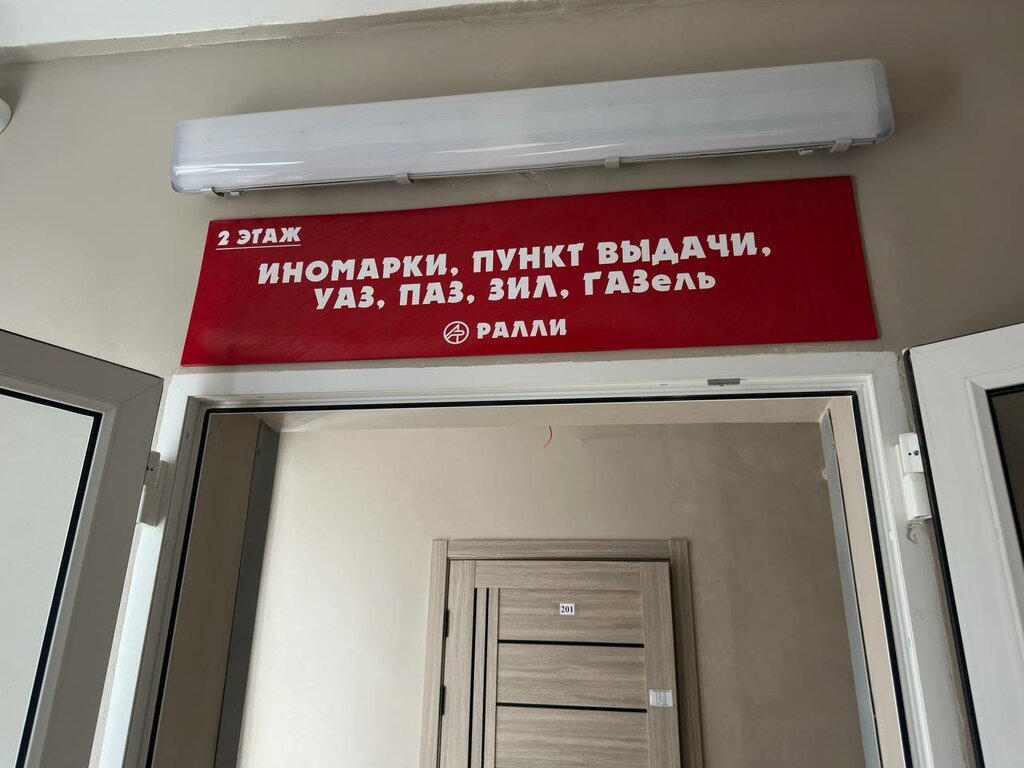 2 ЭТАЖ
ИНОМАРКИ, ПУНКТ ВЫДАЧИ,
УАЗ, ПАЗ, ЗИЛ, ГАЗель
РАЛЛИ
201